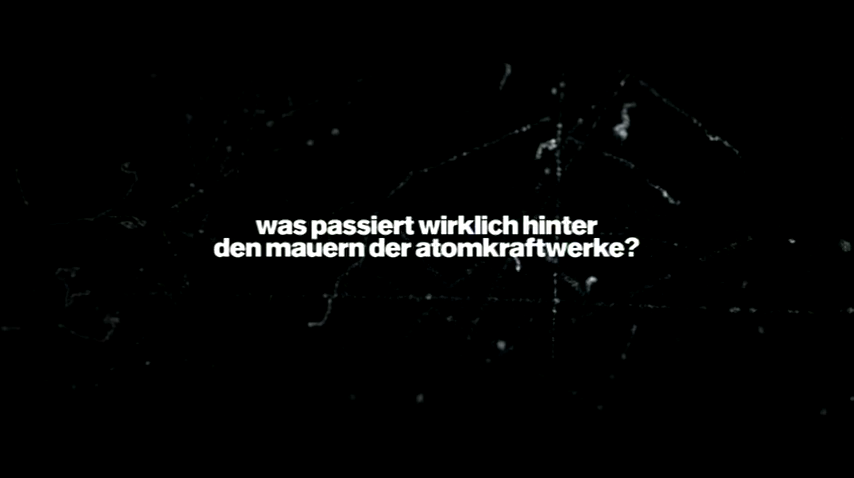 was passiert wirklich hinter
den mauern der atomkraftwerke?